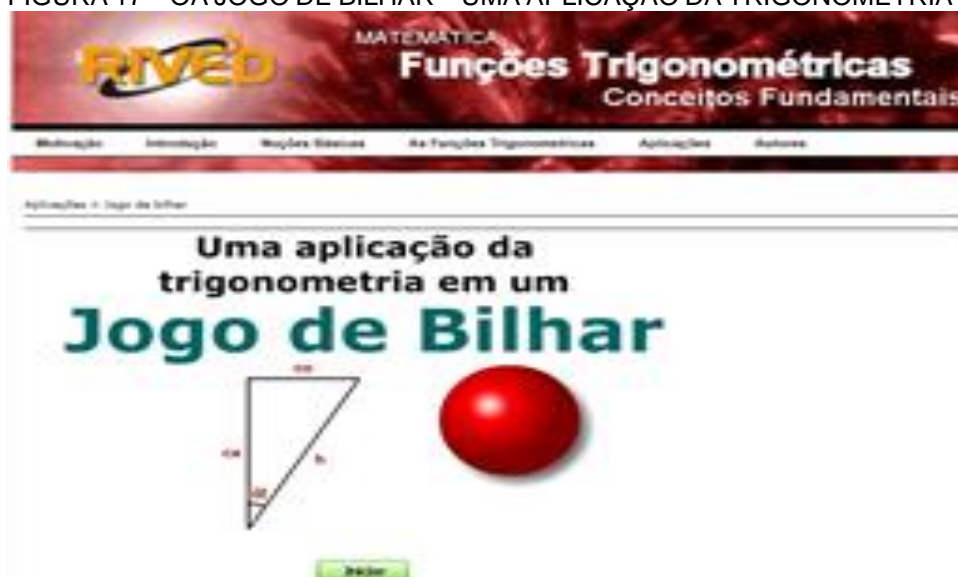 FIGURA 17 – OA JOGO DE BILHAR – UMA APLICAÇÃO DA TRIGONOMETRIA
RIVED
MATEMÁTICA
Funções Trigonométricas
Conceitos Fundamentais
Motivação Introdução Noções Básicas As Funções Trigonométricas Aplicações Autores
Aplicações > Jogo de bilhar
Uma aplicação da
trigonometria em um
Jogo de Bilhar
h
Iniciar